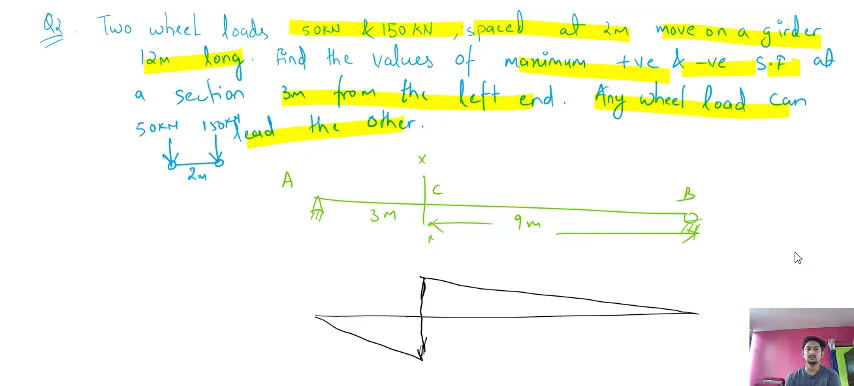 Q2. Two wheel loads 50KN & 150 KN, spaced at 2m move on a girder
12m long. Find the values of maximum +ve & -ve S.F at
a section 3m from the left end. Any wheel load can
lead the other.
50KN 150KN
2m
A
x
C
B
3M
9m
x